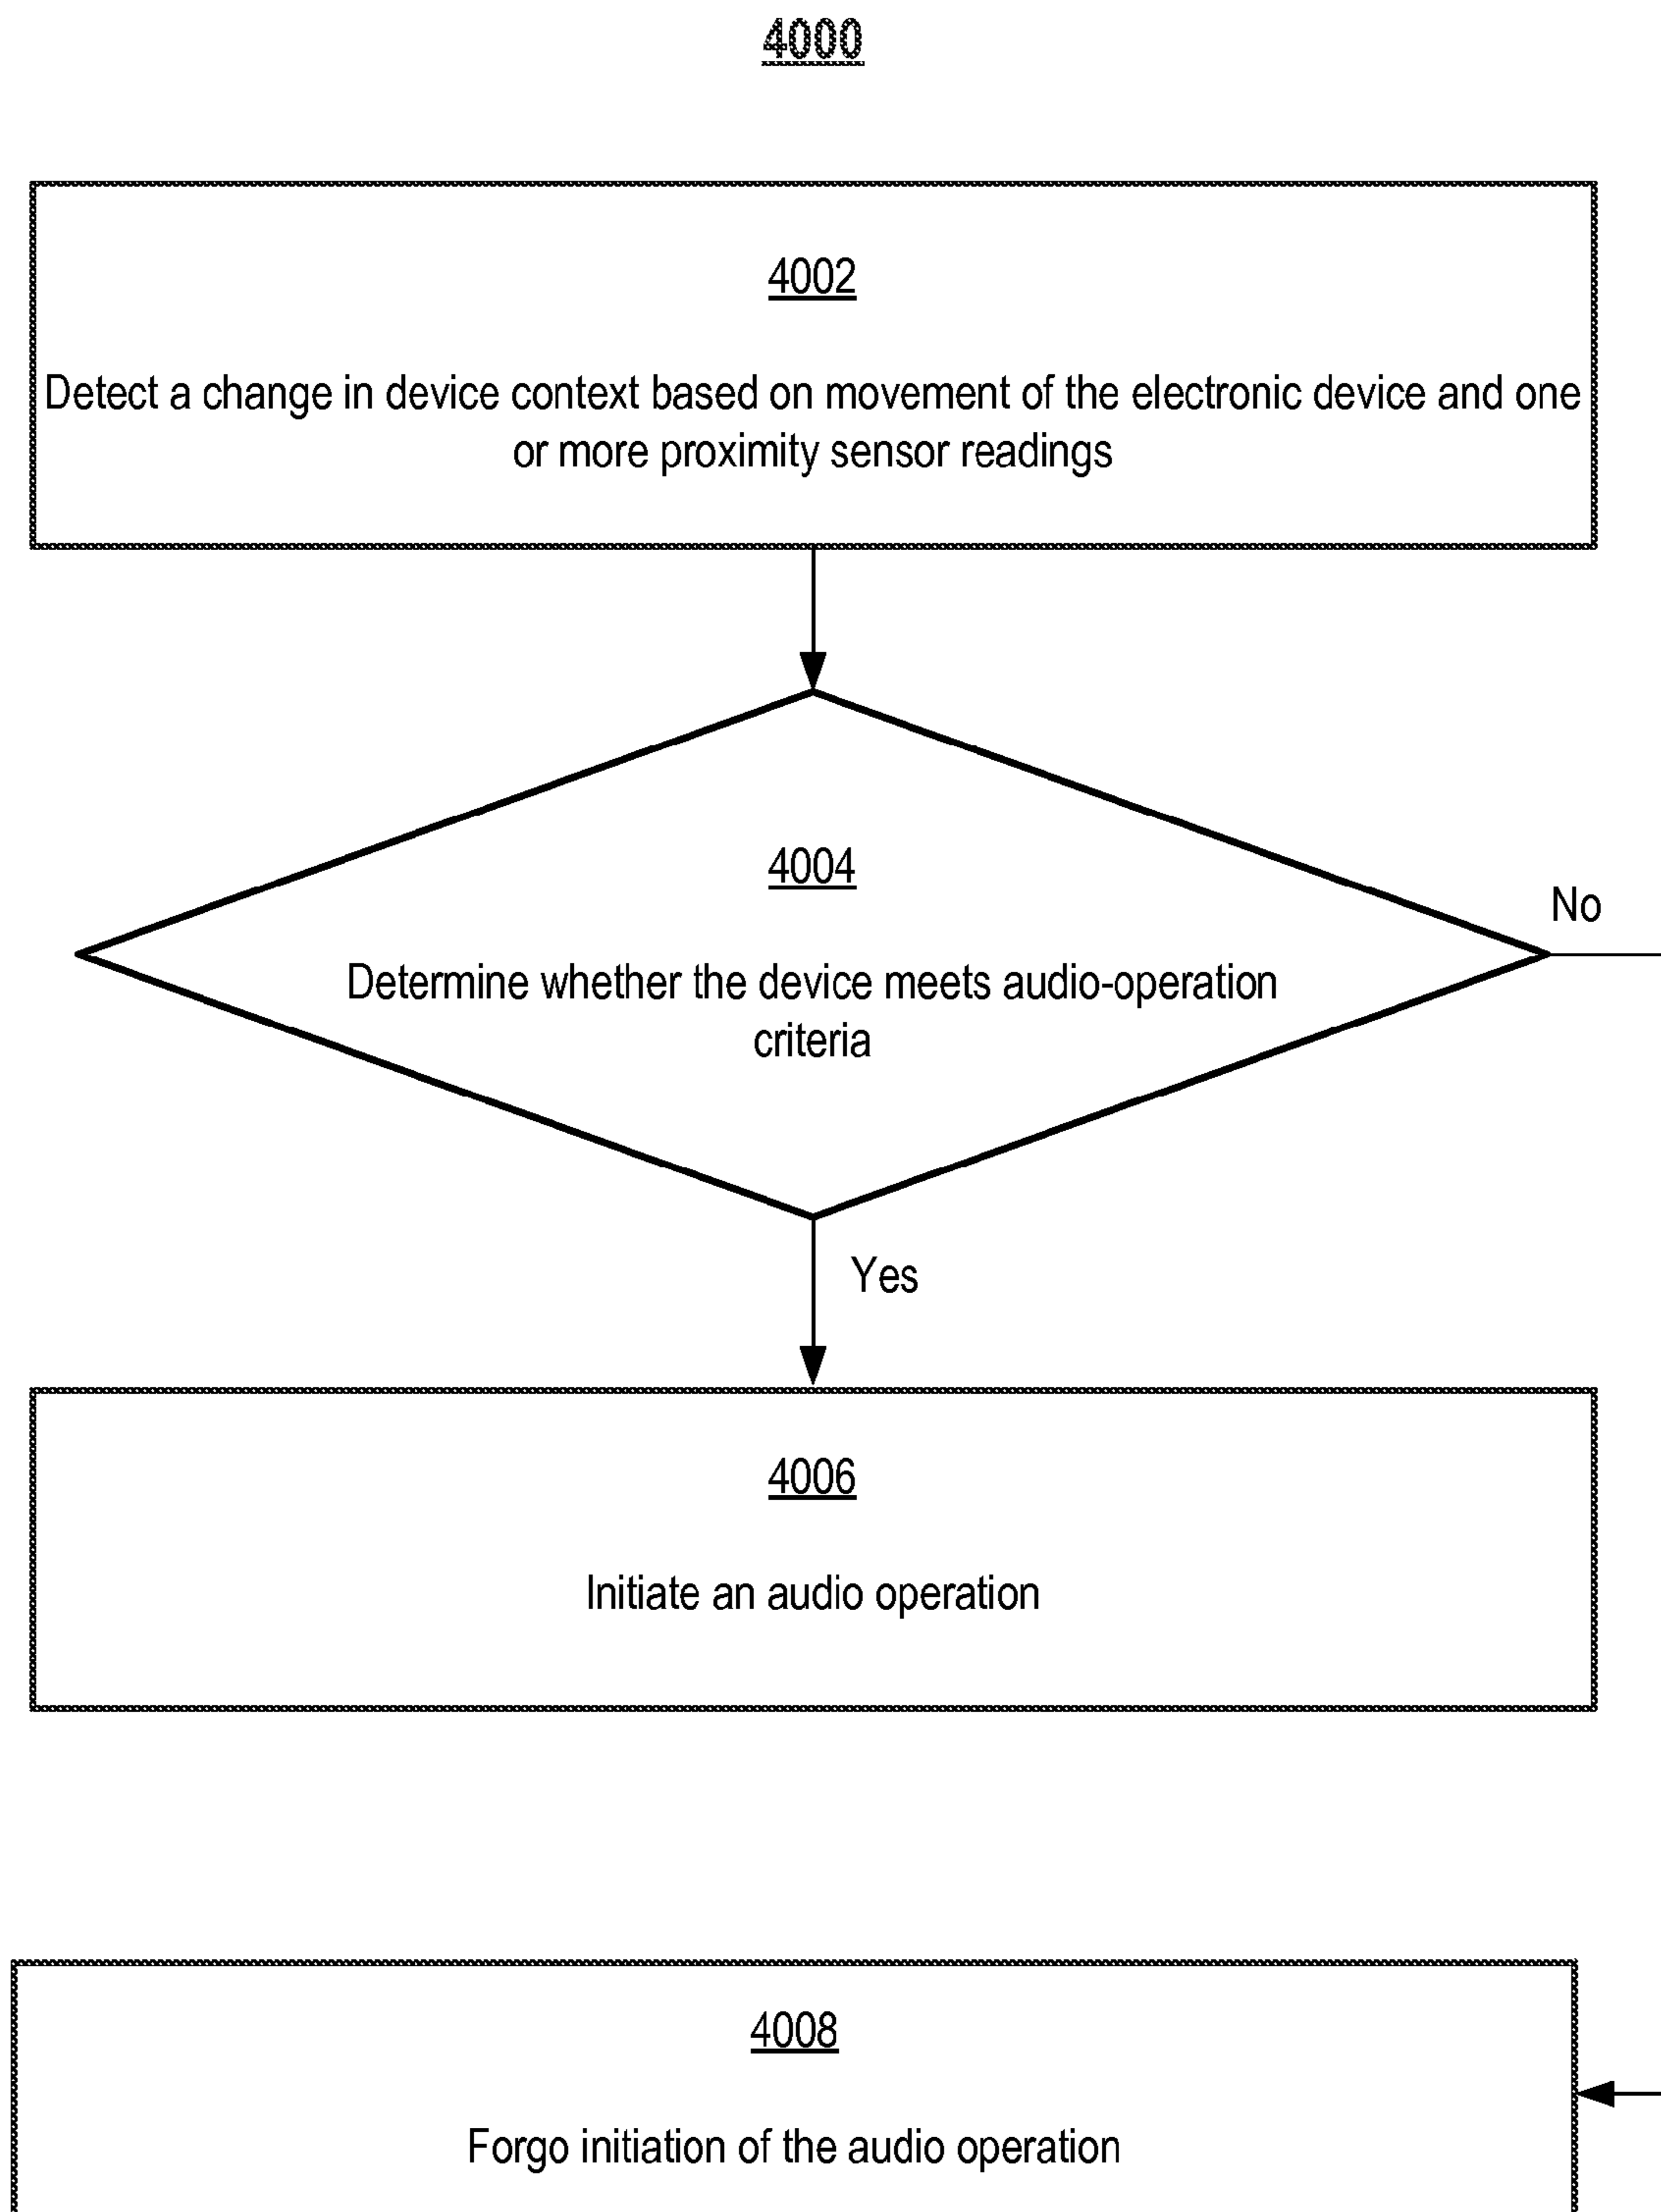 4000
4002
Detect a change in device context based on movement of the electronic device and one
or more proximity sensor readings
4004
Determine whether the device meets audio-operation
criteria
No
Yes
4006
Initiate an audio operation
4008
Forgo initiation of the audio operation